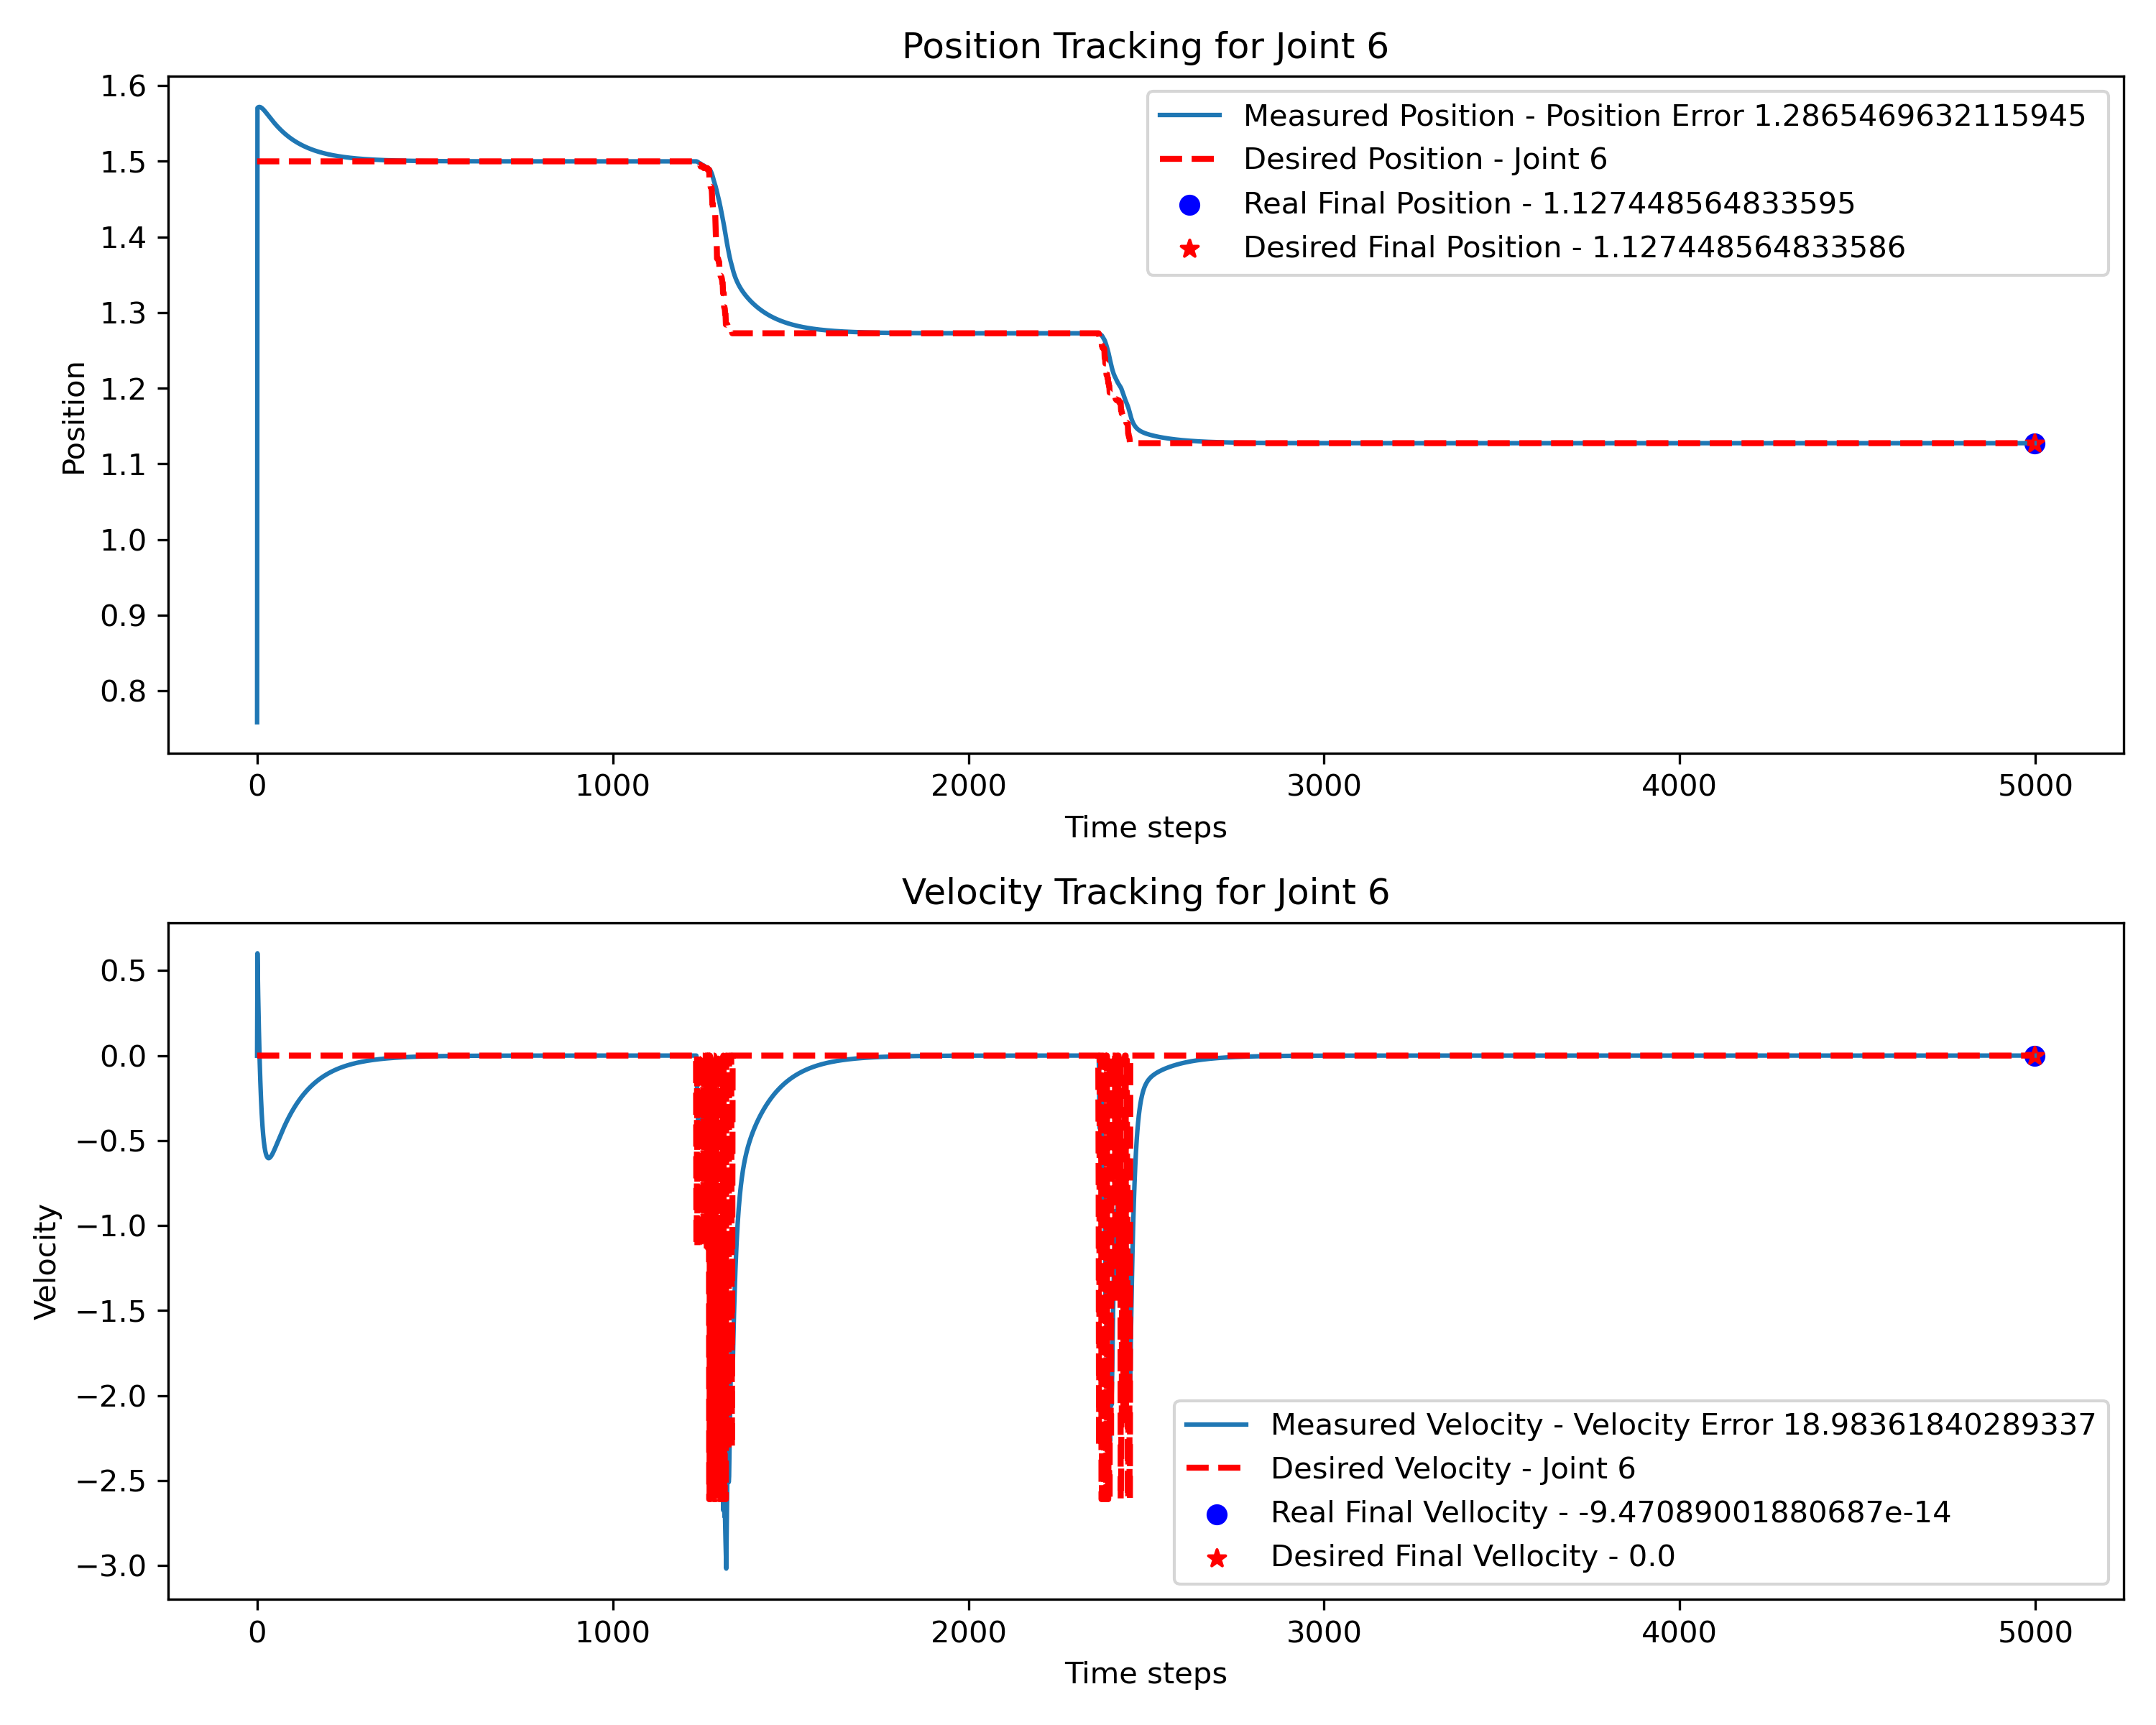 Position Tracking for Joint 6
1.6
1.5
1.4
1.3
1.2
1.1
1.0
0.9
0.8
Position
Measured Position - Position Error 1.2865469632115945
Desired Position - Joint 6
Real Final Position - 1.127448564833595
Desired Final Position - 1.127448564833586
0 1000 2000 3000 4000 5000
Time steps
Velocity Tracking for Joint 6
0.5
0.0
−0.5
−1.0
−1.5
−2.0
−2.5
−3.0
Velocity
Measured Velocity - Velocity Error 18.98361840289337
Desired Velocity - Joint 6
Real Final Vellocity - -9.47089001880687e-14
Desired Final Vellocity - 0.0
0 1000 2000 3000 4000 5000
Time steps